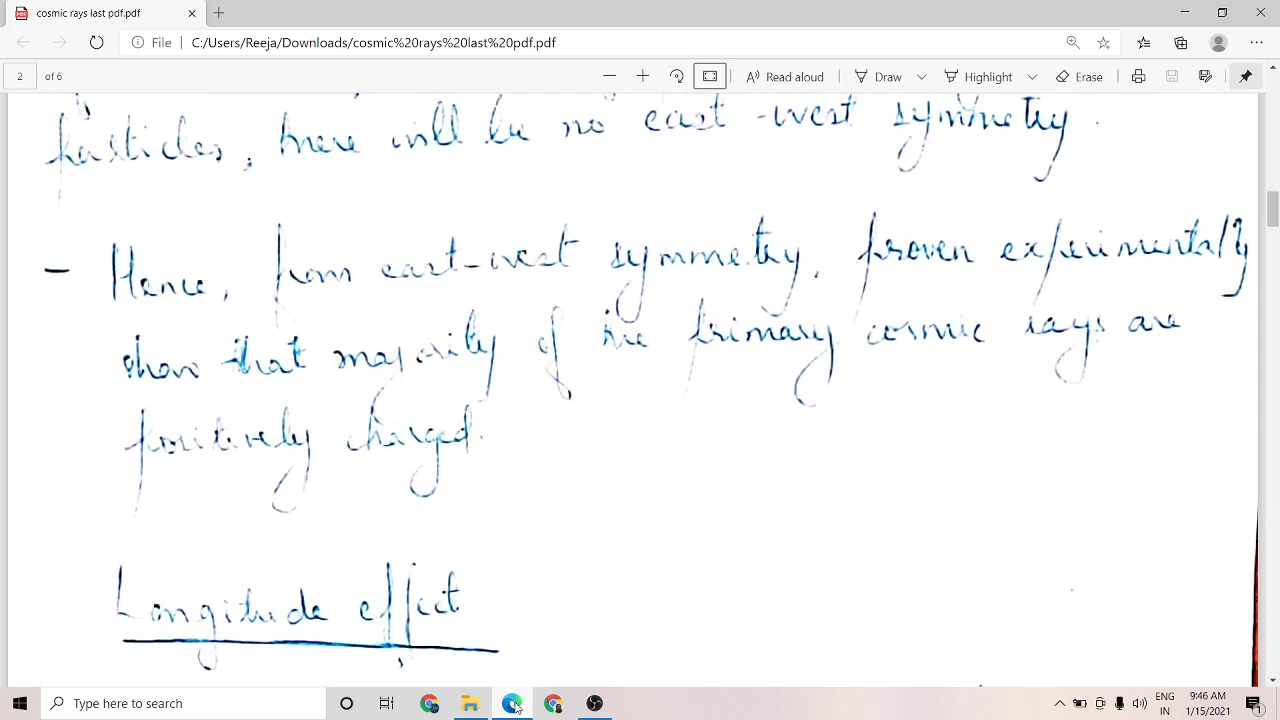 cosmic rays last pdf.pdf
File C:/Users/Reeja/Downloads/cosmic%20rays%20last%20pdf.pdf
2 of 6 Read aloud Draw Highlight Erase
particles, there will be no east-west symmetry.
- Hence, from east-west symmetry, proven experimentally
show that majority of the primary cosmic rays are
positively charged.
Longitude effect
Type here to search
ENG 9:46 AM
IN 1/15/2021